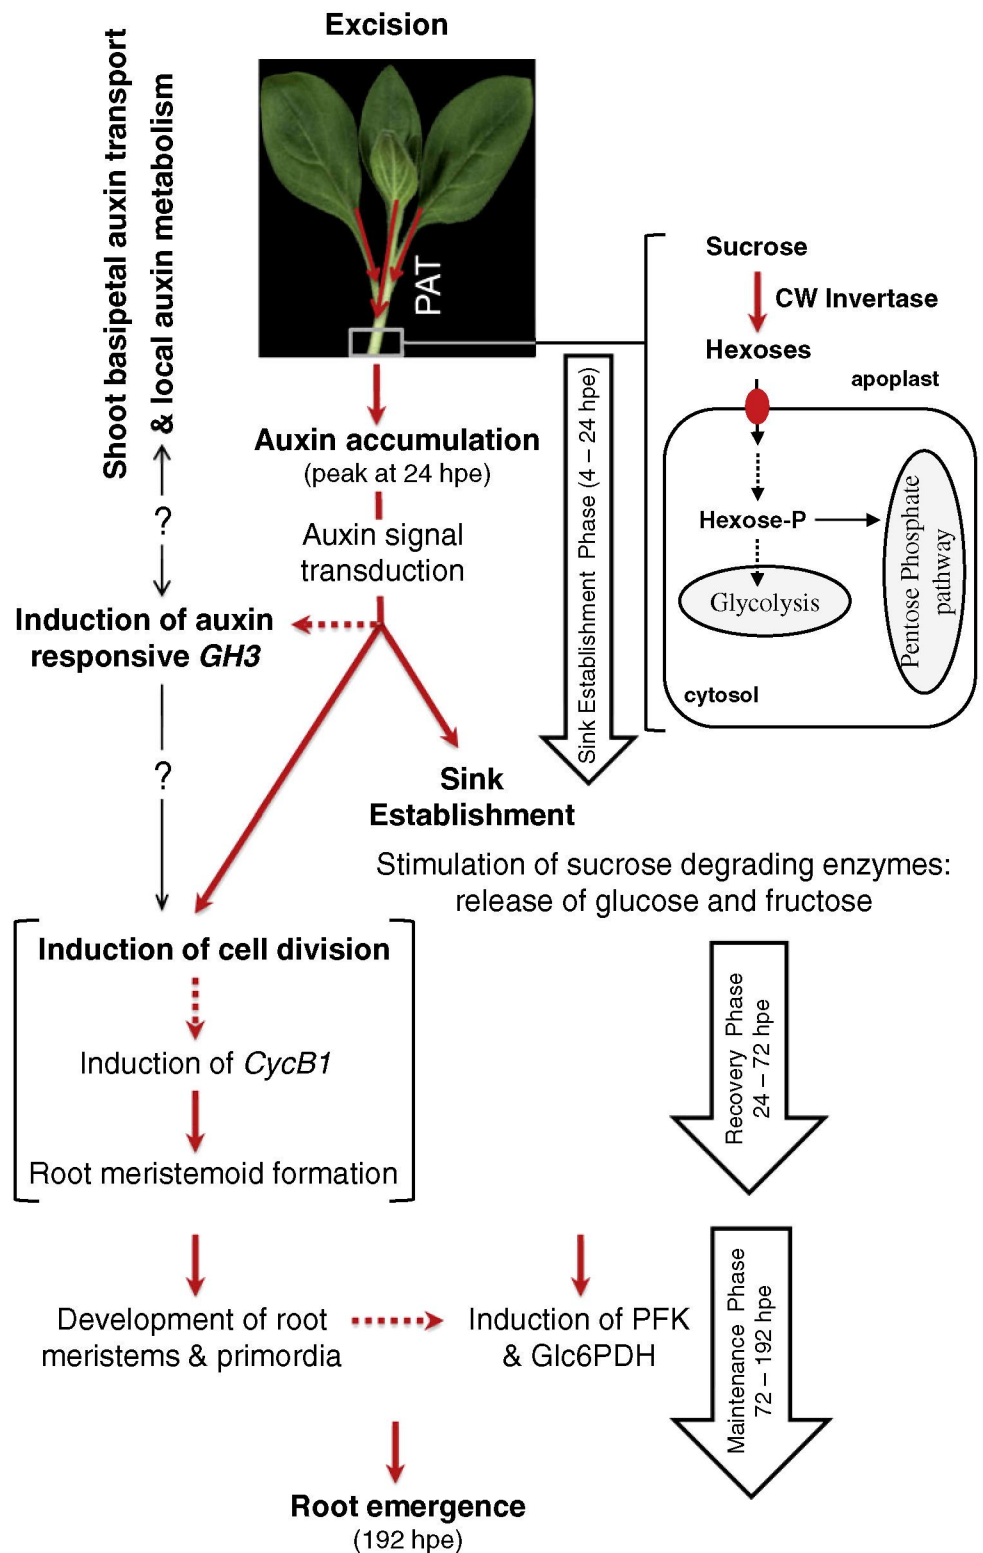 Excision
Shoot basipetal auxin transport
& local auxin metabolism
PAT
Sucrose
CW Invertase
Hexoses
apoplast
Hexose-P
Glycolysis
Pentose Phosphate
pathway
cytosol
Sink Establishment Phase (4 – 24 hpe)
Auxin accumulation
(peak at 24 hpe)
Auxin signal
transduction
?
Induction of auxin
responsive GH3
?
Sink
Establishment
Stimulation of sucrose degrading enzymes:
release of glucose and fructose
Induction of cell division
Induction of CycB1
Root meristemoid formation
Recovery Phase
24 – 72 hpe
Development of root
meristems & primordia
Induction of PFK
& Glc6PDH
Maintenance Phase
72 – 192 hpe
Root emergence
(192 hpe)